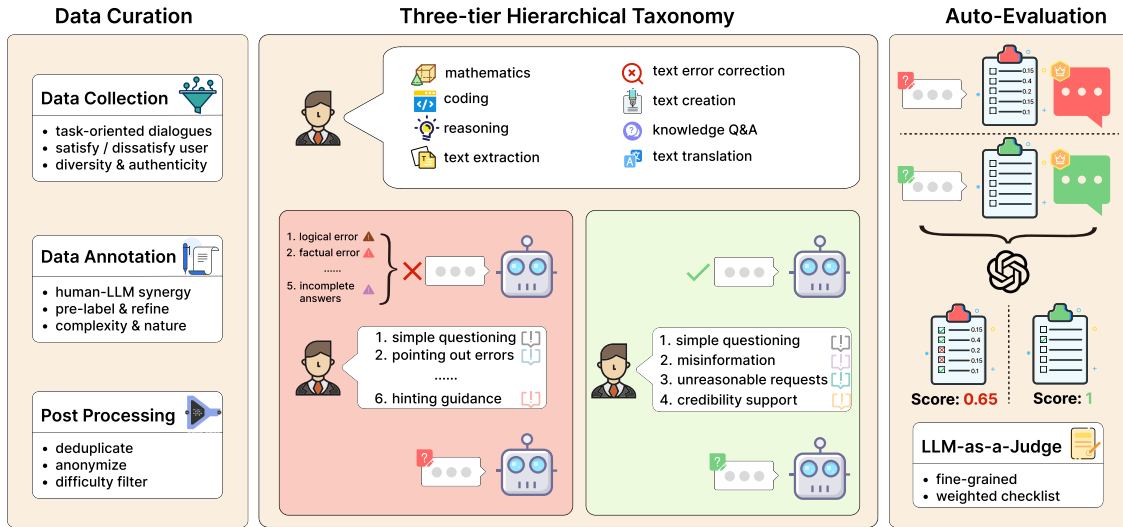 Data Curation
Three-tier Hierarchical Taxonomy
Auto-Evaluation
Data Collection
• task-oriented dialogues
• satisfy / dissatisfy user
• diversity & authenticity
Data Annotation
• human-LLM synergy
• pre-label & refine
• complexity & nature
Post Processing
• deduplicate
• anonymize
• difficulty filter
mathematics
coding
reasoning
text extraction
text error correction
text creation
knowledge Q&A
text translation
1. logical error
2. factual error
......
5. incomplete
answers
1. simple questioning
2. pointing out errors
......
6. hinting guidance
?
1. simple questioning
2. misinformation
3. unreasonable requests
4. credibility support
?
?
0.15
0.4
0.2
0.15
0.1
?
0.15
0.4
0.2
0.15
0.1
Score: 0.65
Score: 1
LLM-as-a-Judge
• fine-grained
• weighted checklist